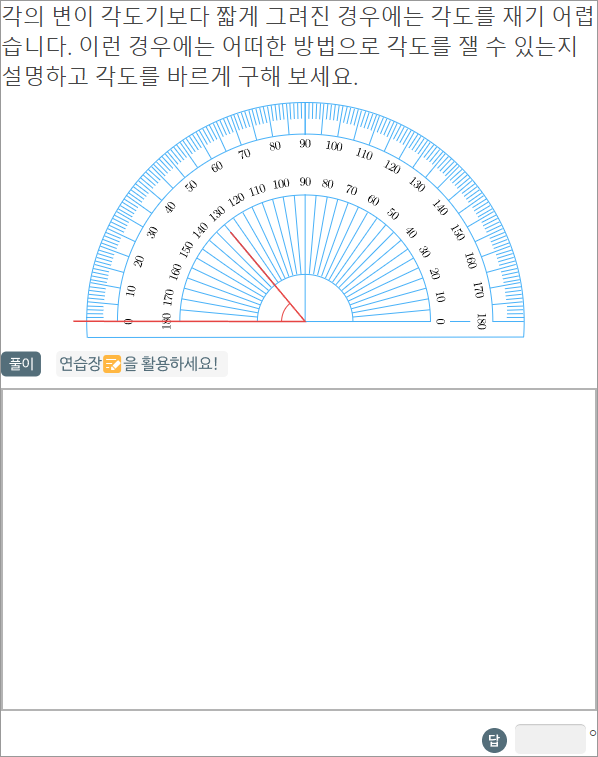 각의 변이 각도기보다 짧게 그려진 경우에는 각도를 재기 어렵
습니다. 이런 경우에는 어떠한 방법으로 각도를 잴 수 있는지
설명하고 각도를 바르게 구해 보세요.
0 10 20 30 40 50 60 70 80 90 100 110 120 130 140 150 160 170 180
180 170 160 150 140 130 120 110 100 90 80 70 60 50 40 30 20 10 0
풀이 연습장을 활용하세요!
답 °